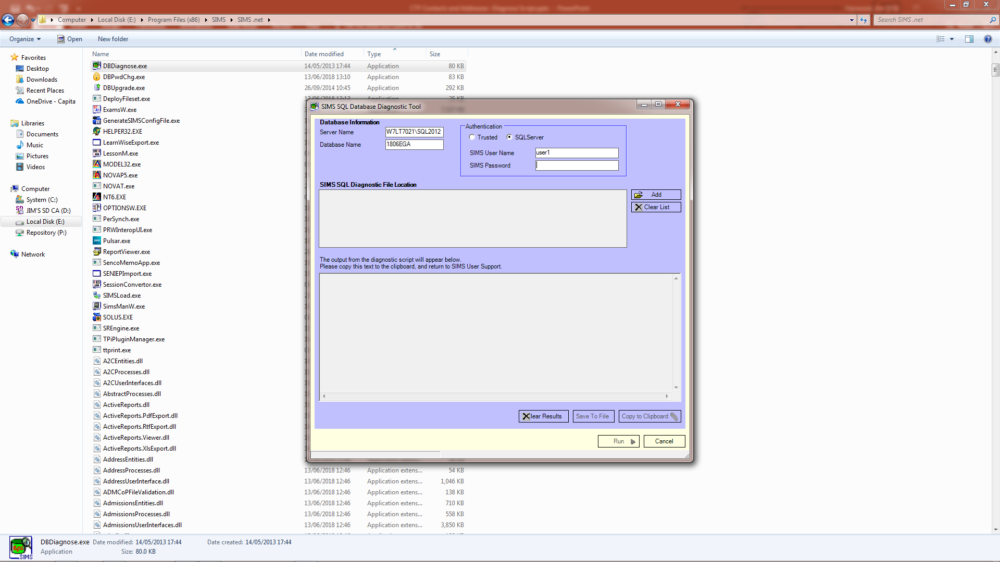 Computer Local Disk (E:) Program Files (x86) SIMS SIMS .net
Search SIMS .net
Organize Open New folder
Name Date modified Type Size
Favorites
Desktop
Downloads
Recent Places
OneDrive - Capita
Libraries
Documents
Music
Pictures
Videos
Computer
System (C:)
JIM'S SD CA (D:)
Local Disk (E:)
Repository (P:)
Network
DBDiagnose.exe 14/05/2013 17:44 Application 80 KB
DBPwdChg.exe 13/06/2018 13:10 Application 83 KB
DBUpgrade.exe 26/09/2014 10:45 Application 292 KB
DeployFileset.exe 13/06/2018 13:13 Application 25 KB
ExamsW.exe
GenerateSIMSConfigFile.exe
HELPER32.EXE
LearnWiseExport.exe
LessonM.exe
MODEL32.exe
NOVAP5.exe
NOVAT.exe
NT6.EXE
OPTIONSW.EXE
PerSynch.exe
PRWInteropUI.exe
Pulsar.exe
ReportViewer.exe
SencoMemoApp.exe
SENIEPImport.exe
SessionConvertor.exe
SIMSLoad.exe
SimsManW.exe
SOLUS.EXE
SREngine.exe
TPiPluginManager.exe
ttprint.exe
A2CEntities.dll
A2CProcesses.dll
A2CUserInterfaces.dll
AbstractProcesses.dll
ActiveReports.dll
ActiveReports.PdfExport.dll
ActiveReports.RtfExport.dll
ActiveReports.Viewer.dll
ActiveReports.XlsExport.dll
AddressEntities.dll
AddressProcesses.dll 13/06/2018 12:46 Application extens... 54 KB
AddressUserInterface.dll 13/06/2018 12:46 Application extens... 1,046 KB
ADMCoPFileValidation.dll 13/06/2018 12:46 Application extens... 138 KB
AdmissionsEntities.dll 13/06/2018 12:46 Application extens... 710 KB
AdmissionsProcesses.dll 13/06/2018 12:46 Application extens... 558 KB
AdmissionsUserInterfaces.dll 13/06/2018 12:46 Application extens... 3,850 KB
SIMS SQL Database Diagnostic Tool
Database Information
Server Name W7LT7021\SQL2012
Database Name 1806EGA
Authentication
Trusted SQLServer
SIMS User Name user1
SIMS Password
SIMS SQL Diagnostic File Location
Add
Clear List
The output from the diagnostic script will appear below.
Please copy this text to the clipboard, and return to SIMS User Support.
Clear Results Save To File Copy to Clipboard
Run Cancel
DBDiagnose.exe Date modified: 14/05/2013 17:44 Date created: 14/05/2013 17:44
Application Size: 80.0 KB
SQL
SIMS